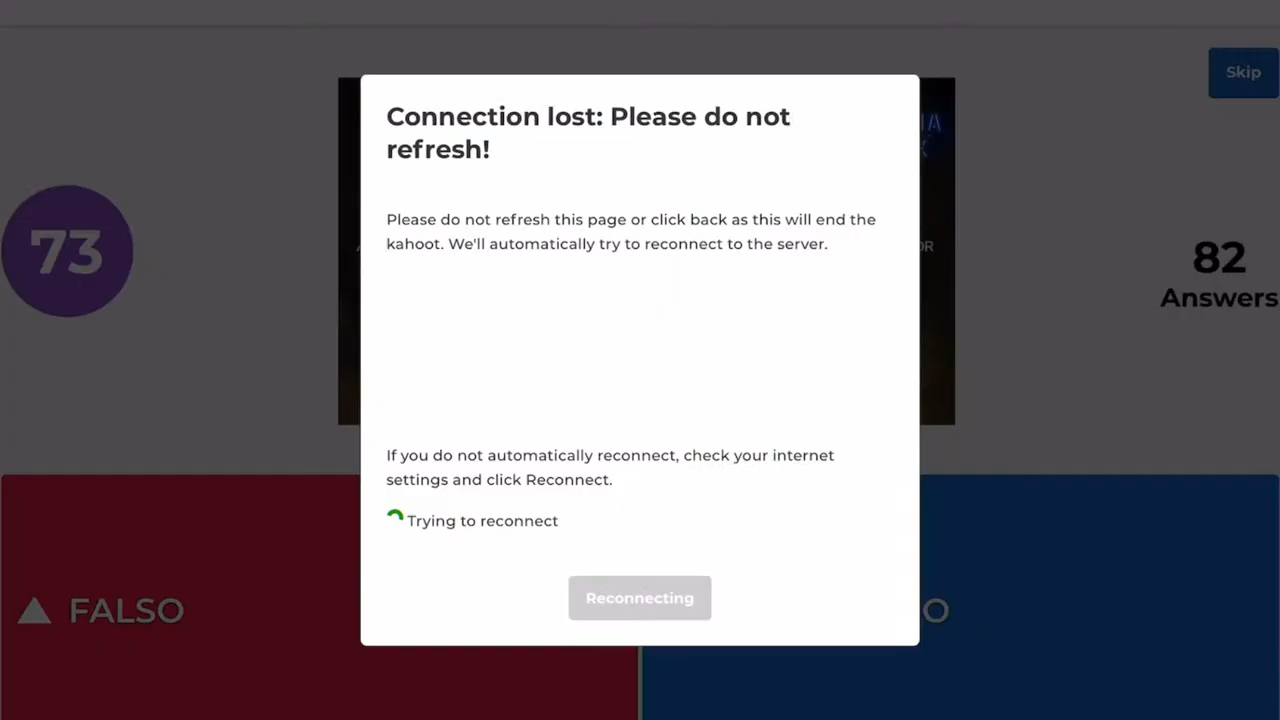 Skip
Connection lost: Please do not
refresh!
Please do not refresh this page or click back as this will end the
kahoot. We'll automatically try to reconnect to the server.
73
82
Answers
If you do not automatically reconnect, check your internet
settings and click Reconnect.
Trying to reconnect
Reconnecting
FALSO